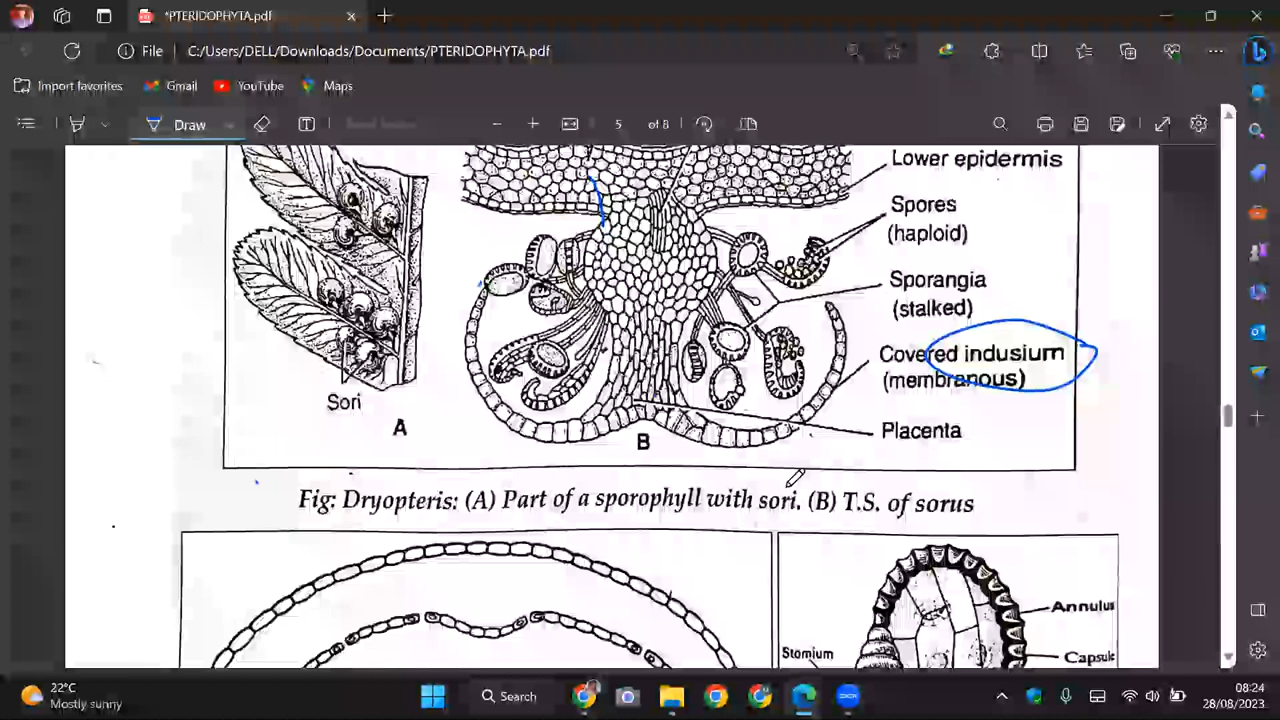 *PTERIDOPHYTA.pdf
File C:/Users/DELL/Downloads/Documents/PTERIDOPHYTA.pdf
Import favorites Gmail YouTube Maps
Draw 5 of 8
Lower epidermis
Spores
(haploid)
Sporangia
(stalked)
Covered indusium
(membranous)
Placenta
Sori
A
B
Fig: Dryopteris: (A) Part of a sporophyll with sori. (B) T.S. of sorus
Annulus
Stomium
Capsule
22°C
Mostly sunny
Search
08:24
28/08/2023